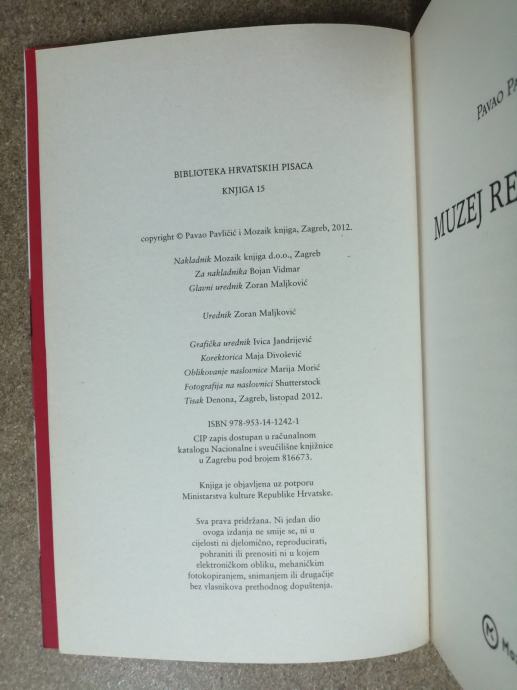 BIBLIOTEKA HRVATSKIH PISACA
KNJIGA 15
copyright © Pavao Pavličić i Mozaik knjiga, Zagreb, 2012.
Nakladnik Mozaik knjiga d.o.o., Zagreb
Za nakladnika Bojan Vidmar
Glavni urednik Zoran Maljković
Urednik Zoran Maljković
Grafička urednik Ivica Jandrijević
Korektorica Maja Divošević
Oblikovanje naslovnice Marija Morić
Fotografija na naslovnici Shutterstock
Tisak Denona, Zagreb, listopad 2012.
ISBN 978-953-14-1242-1
CIP zapis dostupan u računalnom
katalogu Nacionalne i sveučilišne knjižnice
u Zagrebu pod brojem 816673.
Knjiga je objavljena uz potporu
Ministarstva kulture Republike Hrvatske.
Sva prava pridržana. Ni jedan dio
ovoga izdanja ne smije se, ni u
cijelosti ni djelomično, reproducirati,
pohraniti ili prenositi ni u kojem
elektroničkom obliku, mehaničkim
fotokopiranjem, snimanjem ili drugačije
bez vlasnikova prethodnog dopuštenja.
PAVAO PA
MUZEJ RE
M Mo